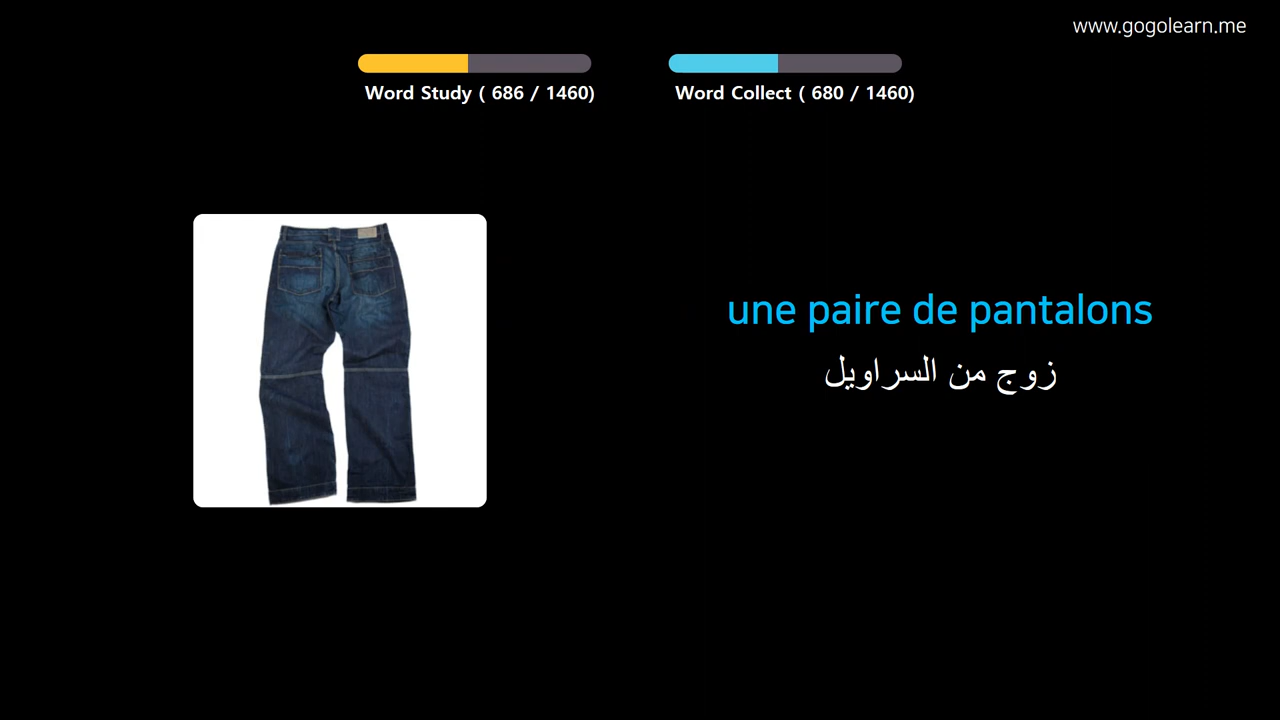 www.gogolearn.me
Word Study ( 686 / 1460)
Word Collect ( 680 / 1460)
une paire de pantalons
زوج من السراويل